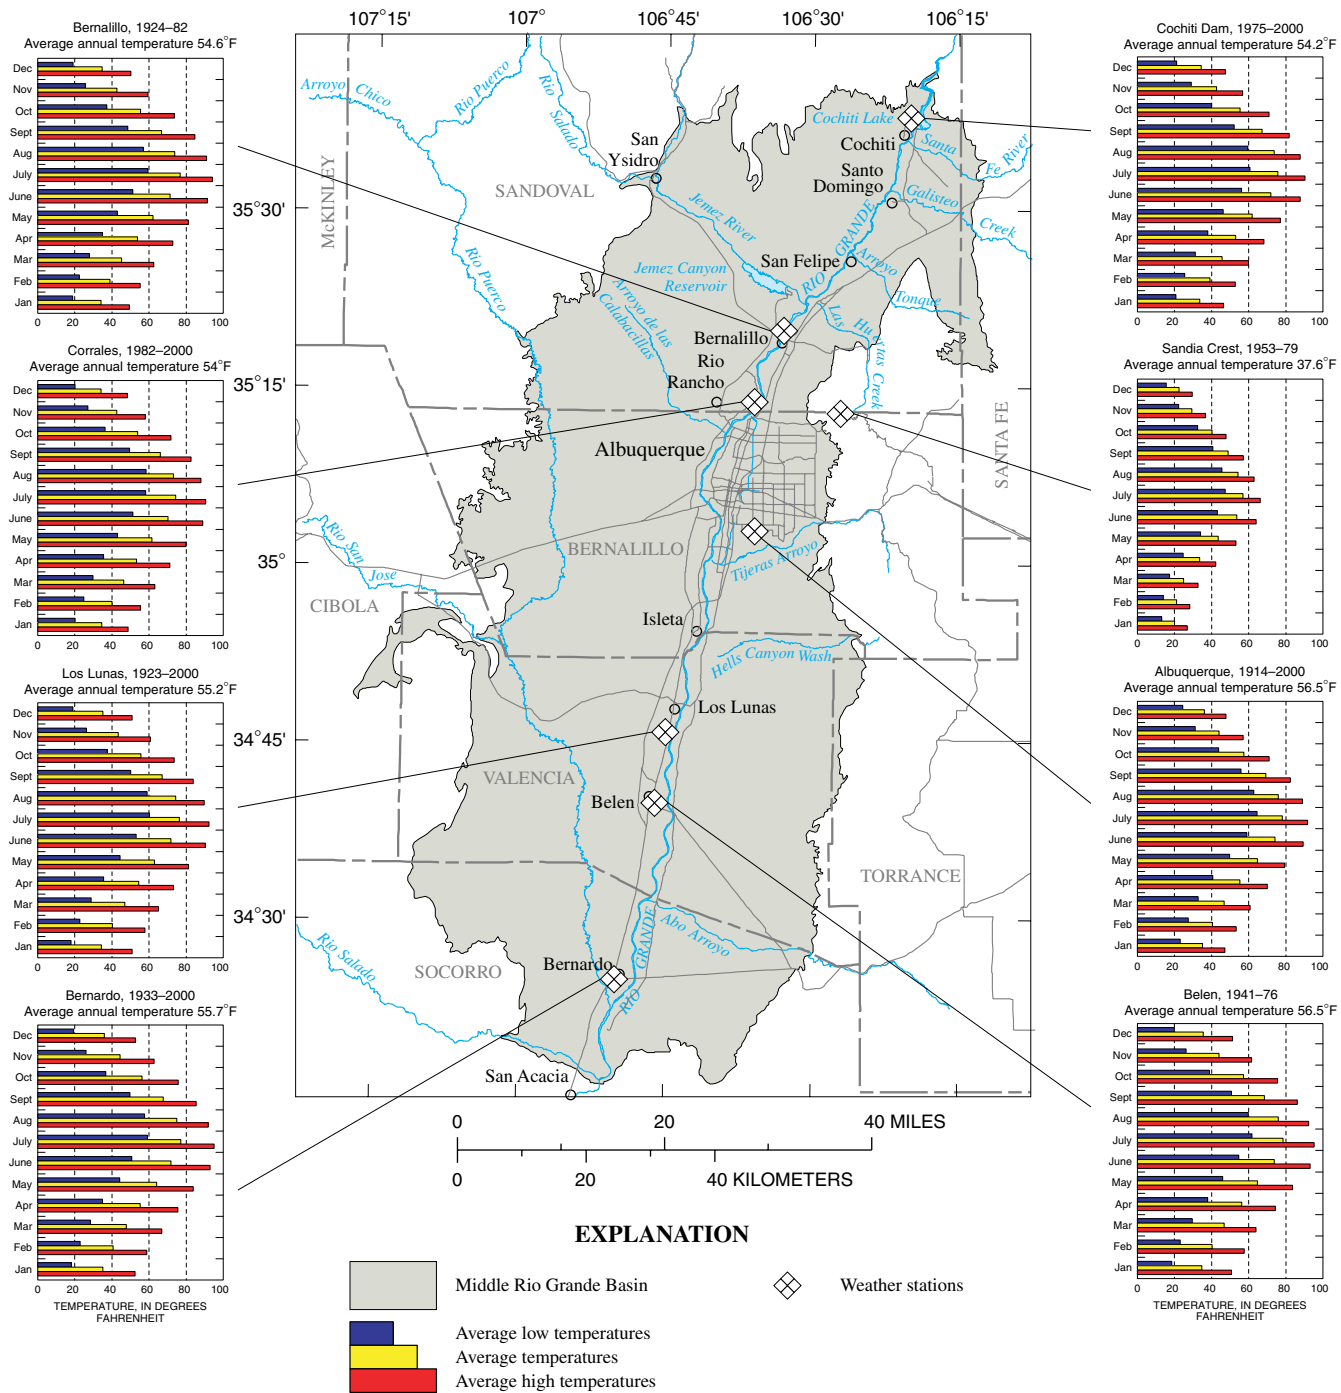 107°15'
107°
106°45'
106°30'
106°15'
Bernalillo, 1924–82
Average annual temperature 54.6°F
Dec
Nov
Oct
Sept
Aug
July
June
May
Apr
Mar
Feb
Jan
0 20 40 60 80 100
Corrales, 1982–2000
Average annual temperature 54°F
Dec
Nov
Oct
Sept
Aug
July
June
May
Apr
Mar
Feb
Jan
0 20 40 60 80 100
Los Lunas, 1923–2000
Average annual temperature 55.2°F
Dec
Nov
Oct
Sept
Aug
July
June
May
Apr
Mar
Feb
Jan
0 20 40 60 80 100
Bernardo, 1933–2000
Average annual temperature 55.7°F
Dec
Nov
Oct
Sept
Aug
July
June
May
Apr
Mar
Feb
Jan
0 20 40 60 80 100
TEMPERATURE, IN DEGREES
FAHRENHEIT
35°30'
35°15'
35°
34°45'
34°30'
Arroyo Chico
Rio Puerco
Rio
Salado
San
Ysidro
Cochiti Lake
Cochiti
Santa
Fe River
Santo
Domingo
Galisteo
Creek
McKINLEY
SANDOVAL
Jemez River
RIO GRANDE
San Felipe
Arroyo
Tonque
Rio Puerco
Jemez Canyon
Reservoir
Arroyo de las
Calabacillas
Las
Huertas Creek
Bernalillo
Rio
Rancho
Albuquerque
SANTA FE
BERNALILLO
Tijeras Arroyo
Rio San
Jose
CIBOLA
Isleta
Hells Canyon Wash
Los Lunas
VALENCIA
Belen
TORRANCE
RIO GRANDE
Abo Arroyo
Rio Salado
SOCORRO
Bernardo
San Acacia
0 20 40 MILES
0 20 40 KILOMETERS
EXPLANATION
Middle Rio Grande Basin
Weather stations
Average low temperatures
Average temperatures
Average high temperatures
Cochiti Dam, 1975–2000
Average annual temperature 54.2°F
Dec
Nov
Oct
Sept
Aug
July
June
May
Apr
Mar
Feb
Jan
0 20 40 60 80 100
Sandia Crest, 1953–79
Average annual temperature 37.6°F
Dec
Nov
Oct
Sept
Aug
July
June
May
Apr
Mar
Feb
Jan
0 20 40 60 80 100
Albuquerque, 1914–2000
Average annual temperature 56.5°F
Dec
Nov
Oct
Sept
Aug
July
June
May
Apr
Mar
Feb
Jan
0 20 40 60 80 100
Belen, 1941–76
Average annual temperature 56.5°F
Dec
Nov
Oct
Sept
Aug
July
June
May
Apr
Mar
Feb
Jan
0 20 40 60 80 100
TEMPERATURE, IN DEGREES
FAHRENHEIT